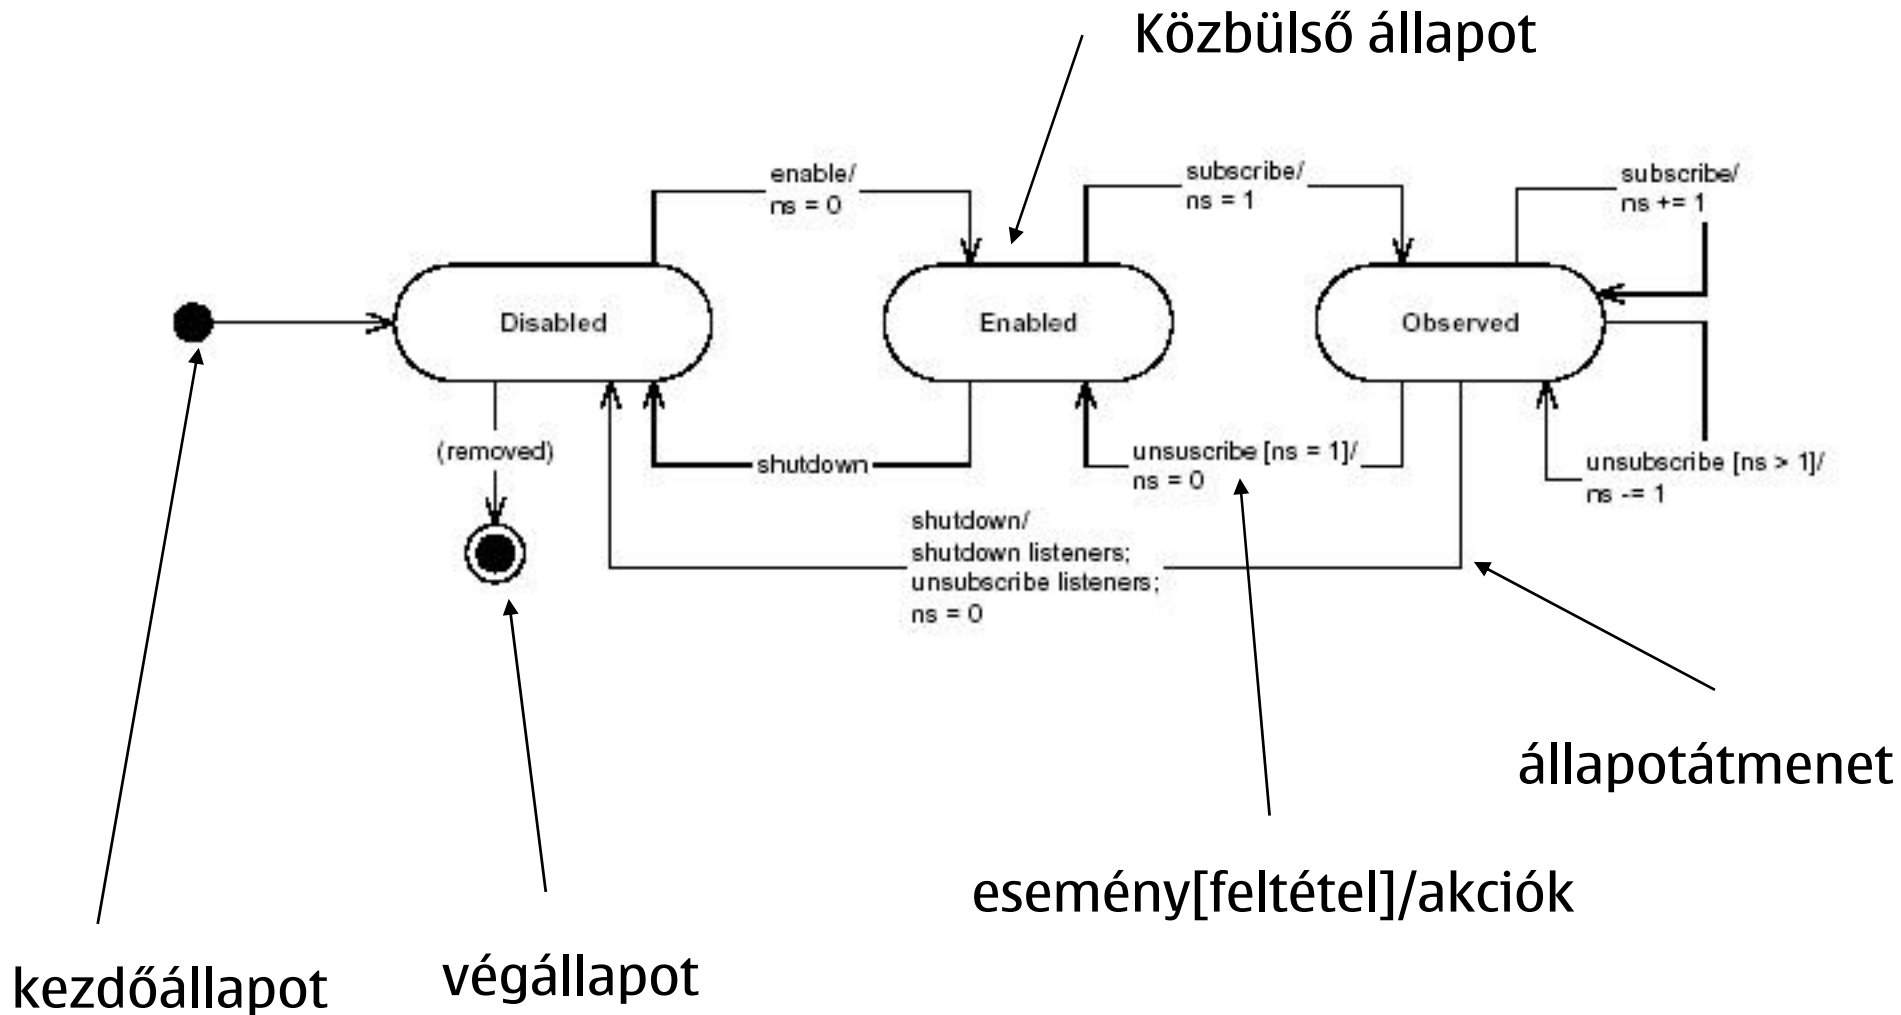 Közbülső állapot
enable/
ns = 0
subscribe/
ns = 1
subscribe/
ns += 1
Disabled
Enabled
Observed
(removed)
shutdown
unsuscribe [ns = 1]/
ns = 0
unsubscribe [ns > 1]/
ns -= 1
shutdown/
shutdown listeners;
unsubscribe listeners;
ns = 0
állapotátmenet
esemény[feltétel]/akciók
kezdőállapot
végállapot